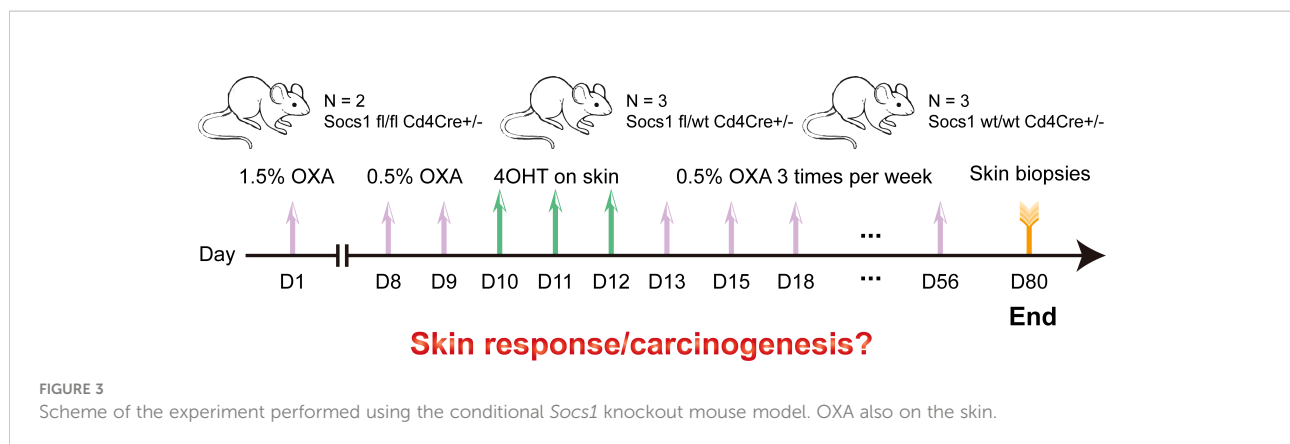 N = 2
Socs1 fl/fl Cd4Cre+/-
N = 3
Socs1 fl/wt Cd4Cre+/-
N = 3
Socs1 wt/wt Cd4Cre+/-
1.5% OXA 0.5% OXA 4OHT on skin 0.5% OXA 3 times per week Skin biopsies
...
Day
D1 D8 D9 D10 D11 D12 D13 D15 D18 ... D56 D80
End
Skin response/carcinogenesis?
FIGURE 3
Scheme of the experiment performed using the conditional Socs1 knockout mouse model. OXA also on the skin.